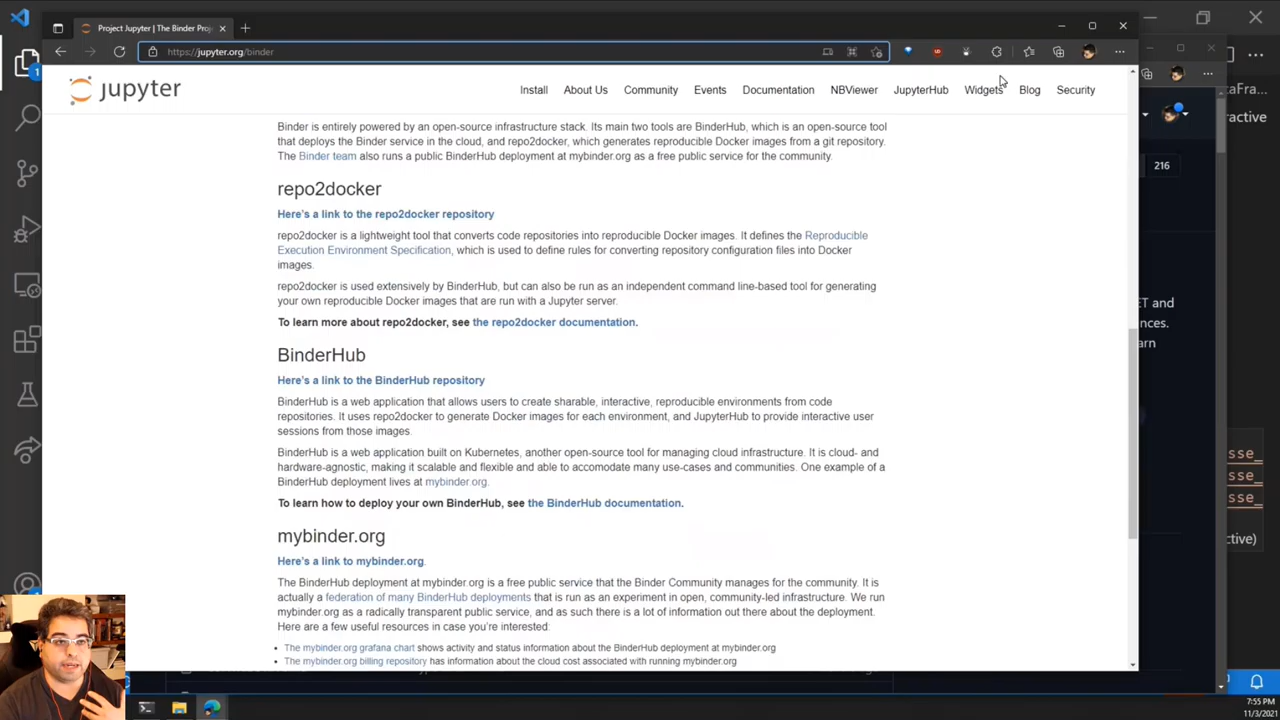 Project Jupyter | The Binder Proj
https://jupyter.org/binder
jupyter
Install
About Us
Community
Events
Documentation
NBViewer
JupyterHub
Widgets
Blog
Security
Binder is entirely powered by an open-source infrastructure stack. Its main two tools are BinderHub, which is an open-source tool
that deploys the Binder service in the cloud, and repo2docker, which generates reproducible Docker images from a git repository.
The Binder team also runs a public BinderHub deployment at mybinder.org as a free public service for the community.
repo2docker
Here's a link to the repo2docker repository
repo2docker is a lightweight tool that converts code repositories into reproducible Docker images. It defines the Reproducible
Execution Environment Specification, which is used to define rules for converting repository configuration files into Docker
images.
repo2docker is used extensively by BinderHub, but can also be run as an independent command line-based tool for generating
your own reproducible Docker images that are run with a Jupyter server.
To learn more about repo2docker, see the repo2docker documentation.
BinderHub
Here's a link to the BinderHub repository
BinderHub is a web application that allows users to create sharable, interactive, reproducible environments from code
repositories. It uses repo2docker to generate Docker images for each environment, and JupyterHub to provide interactive user
sessions from those images.
BinderHub is a web application built on Kubernetes, another open-source tool for managing cloud infrastructure. It is cloud- and
hardware-agnostic, making it scalable and flexible and able to accomodate many use-cases and communities. One example of a
BinderHub deployment lives at mybinder.org.
To learn how to deploy your own BinderHub, see the BinderHub documentation.
mybinder.org
Here's a link to mybinder.org.
The BinderHub deployment at mybinder.org is a free public service that the Binder Community manages for the community. It is
actually a federation of many BinderHub deployments that is run as an experiment in open, community-led infrastructure. We run
mybinder.org as a radically transparent public service, and as such there is a lot of information out there about the deployment.
Here are a few useful resources in case you're interested:
• The mybinder.org grafana chart shows activity and status information about the BinderHub deployment at mybinder.org
• The mybinder.org billing repository has information about the cloud cost associated with running mybinder.org
1
taFra...
ractive
216
ET and
nces.
arn
sse_
sse_
sse_
ctive)
7:55 PM
11/3/2021